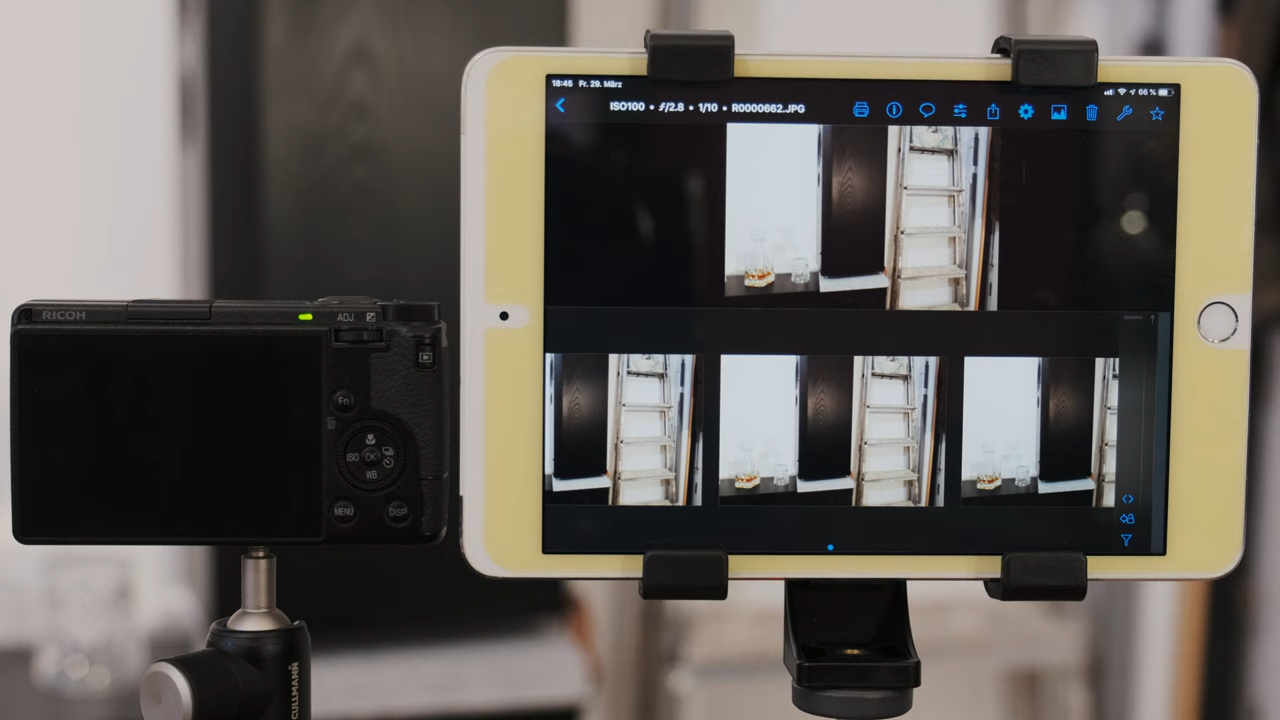 18:45 Fr. 29. März
66 %
ISO100 • ƒ/2.8 • 1/10 • R0000662.JPG
RICOH
ADJ
Fn
ISO
OK
WB
MENU
DISP
CULLMANN